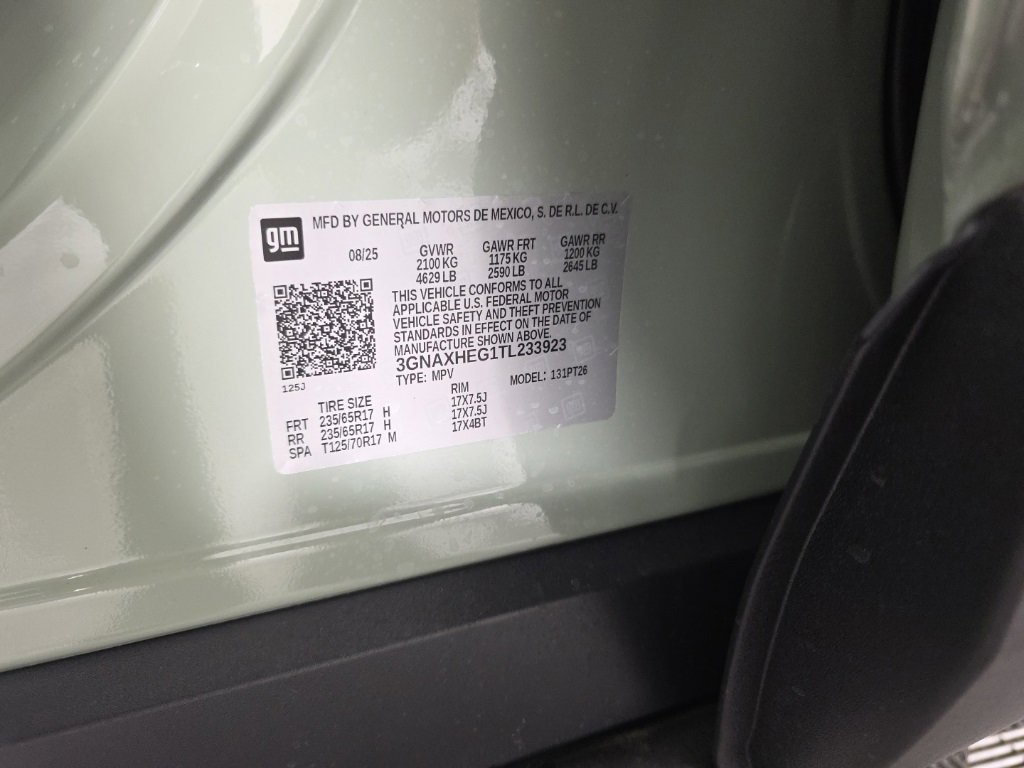 gm
MFD BY GENERAL MOTORS DE MEXICO, S. DE R.L. DE C.V.
08/25 GVWR GAWR FRT GAWR RR
2100 KG 1175 KG 1200 KG
4629 LB 2590 LB 2645 LB
THIS VEHICLE CONFORMS TO ALL
APPLICABLE U.S. FEDERAL MOTOR
VEHICLE SAFETY AND THEFT PREVENTION
STANDARDS IN EFFECT ON THE DATE OF
MANUFACTURE SHOWN ABOVE.
3GNAXHEG1TL233923
TYPE: MPV MODEL: 131PT26
125J
TIRE SIZE RIM
FRT 235/65R17 H 17X7.5J
RR 235/65R17 H 17X7.5J
SPA T125/70R17 M 17X4BT